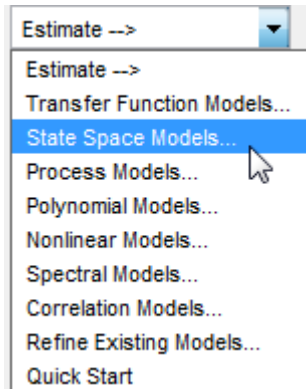 Estimate -->
Estimate -->
Transfer Function Models...
State Space Models...
Process Models...
Polynomial Models...
Nonlinear Models...
Spectral Models...
Correlation Models...
Refine Existing Models...
Quick Start